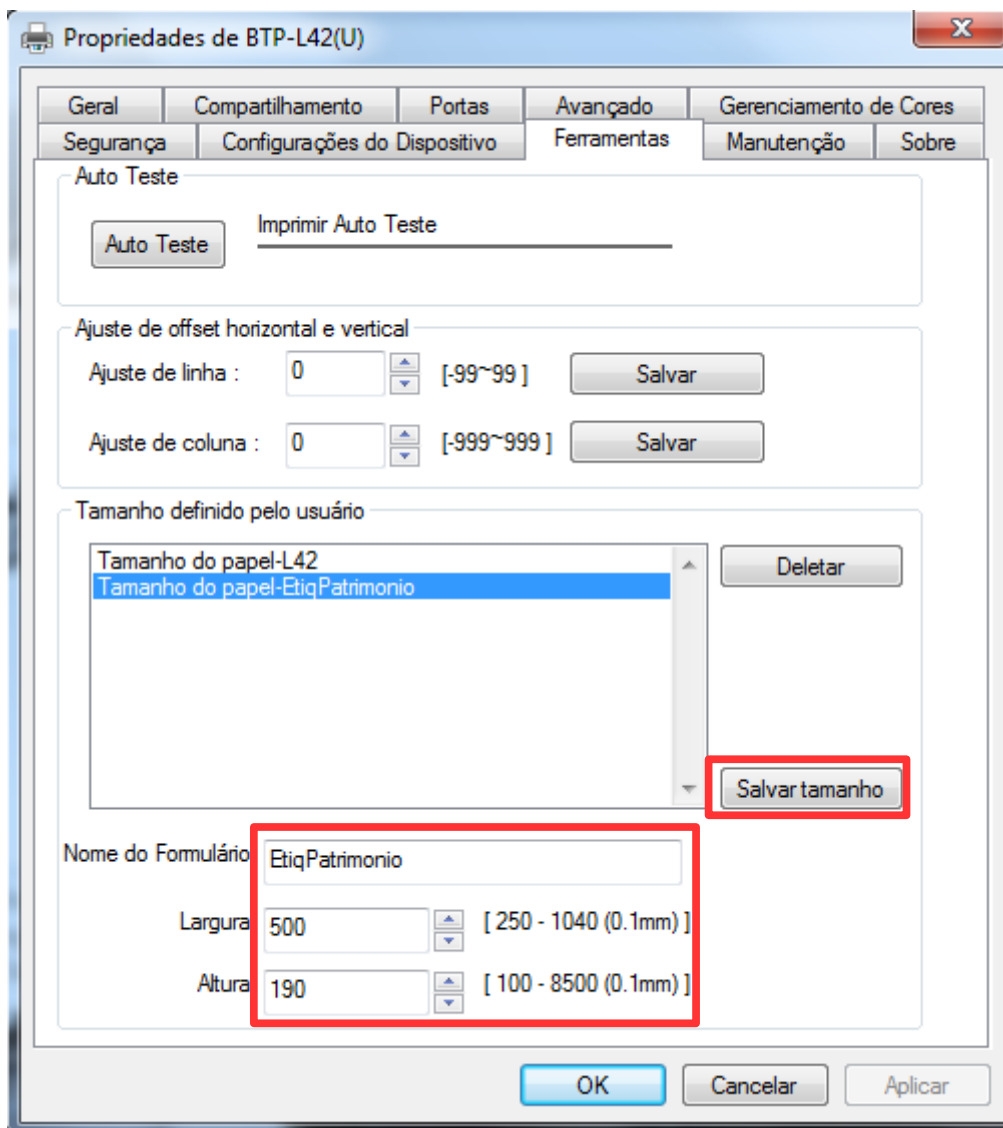 Propriedades de BTP-L42(U)
Geral Compartilhamento Portas Avançado Gerenciamento de Cores
Segurança Configurações do Dispositivo Ferramentas Manutenção Sobre
Auto Teste
Auto Teste Imprimir Auto Teste
Ajuste de offset horizontal e vertical
Ajuste de linha : 0 [-99~99 ] Salvar
Ajuste de coluna : 0 [-999~999 ] Salvar
Tamanho definido pelo usuário
Tamanho do papel-L42
Tamanho do papel-EtiqPatrimonio
Deletar
Salvar tamanho
Nome do Formulário EtiqPatrimonio
Largura 500 [ 250 - 1040 (0.1mm) ]
Altura 190 [ 100 - 8500 (0.1mm) ]
OK Cancelar Aplicar